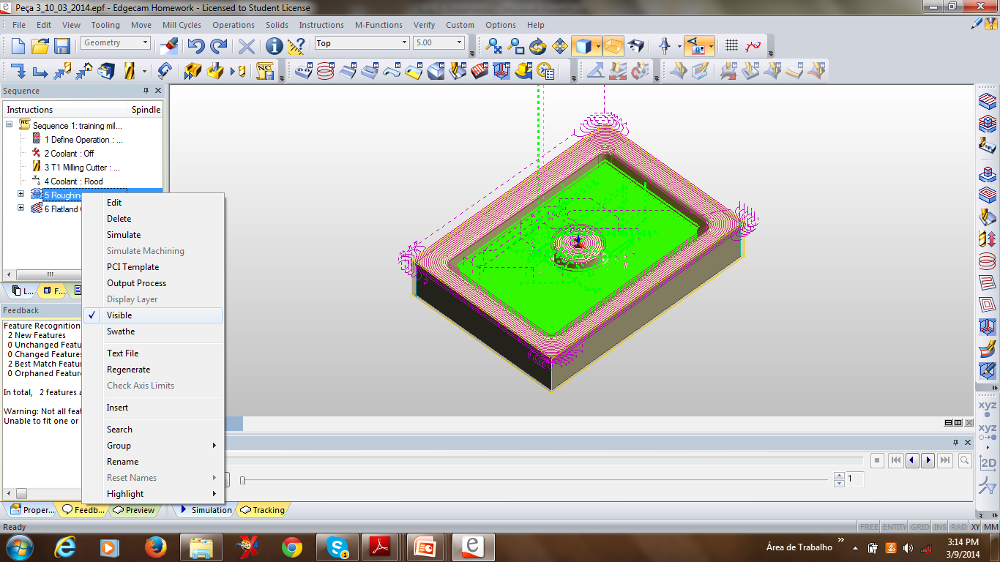 Peça 3_10_03_2014.epf - Edgecam Homework - Licensed to Student License
File Edit View Tooling Move Mill Cycles Operations Solids Instructions M-Functions Verify Custom Options Help
Geometry Top 5.00
Sequence
Instructions Spindle
Sequence 1: training mil...
1 Define Operation : ...
2 Coolant : Off
3 T1 Milling Cutter : ...
4 Coolant : Flood
5 Roughing
6 Flatland
Edit
Delete
Simulate
Simulate Machining
PCI Template
Output Process
Display Layer
Visible
Swathe
Text File
Regenerate
Check Axis Limits
Insert
Search
Group
Rename
Reset Names
Highlight
L... F...
Feedback
Feature Recognition
2 New Features
0 Unchanged Featu
0 Changed Features
2 Best Match Featur
0 Orphaned Feature
In total, 2 features a
Warning: Not all feat
Unable to fit one or
1
xyz
xyz
2D
Proper... Feedb... Preview Simulation Tracking
Ready
FREE ENTITY GRID INS RAD XY MM
Área de Trabalho
3:14 PM
3/9/2014